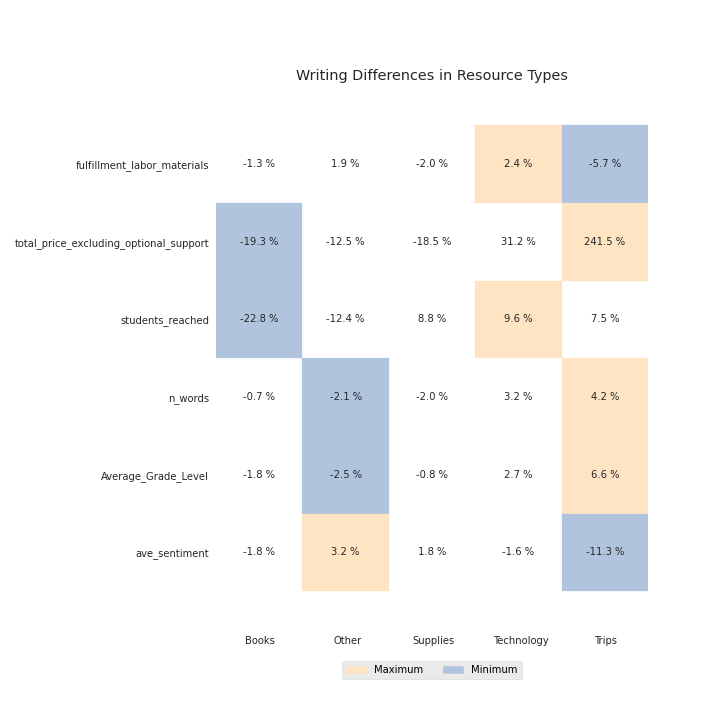 Writing Differences in Resource Types
fulfillment_labor_materials -1.3 % 1.9 % -2.0 % 2.4 % -5.7 %
total_price_excluding_optional_support -19.3 % -12.5 % -18.5 % 31.2 % 241.5 %
students_reached -22.8 % -12.4 % 8.8 % 9.6 % 7.5 %
n_words -0.7 % -2.1 % -2.0 % 3.2 % 4.2 %
Average_Grade_Level -1.8 % -2.5 % -0.8 % 2.7 % 6.6 %
ave_sentiment -1.8 % 3.2 % 1.8 % -1.6 % -11.3 %
Books Other Supplies Technology Trips
Maximum Minimum